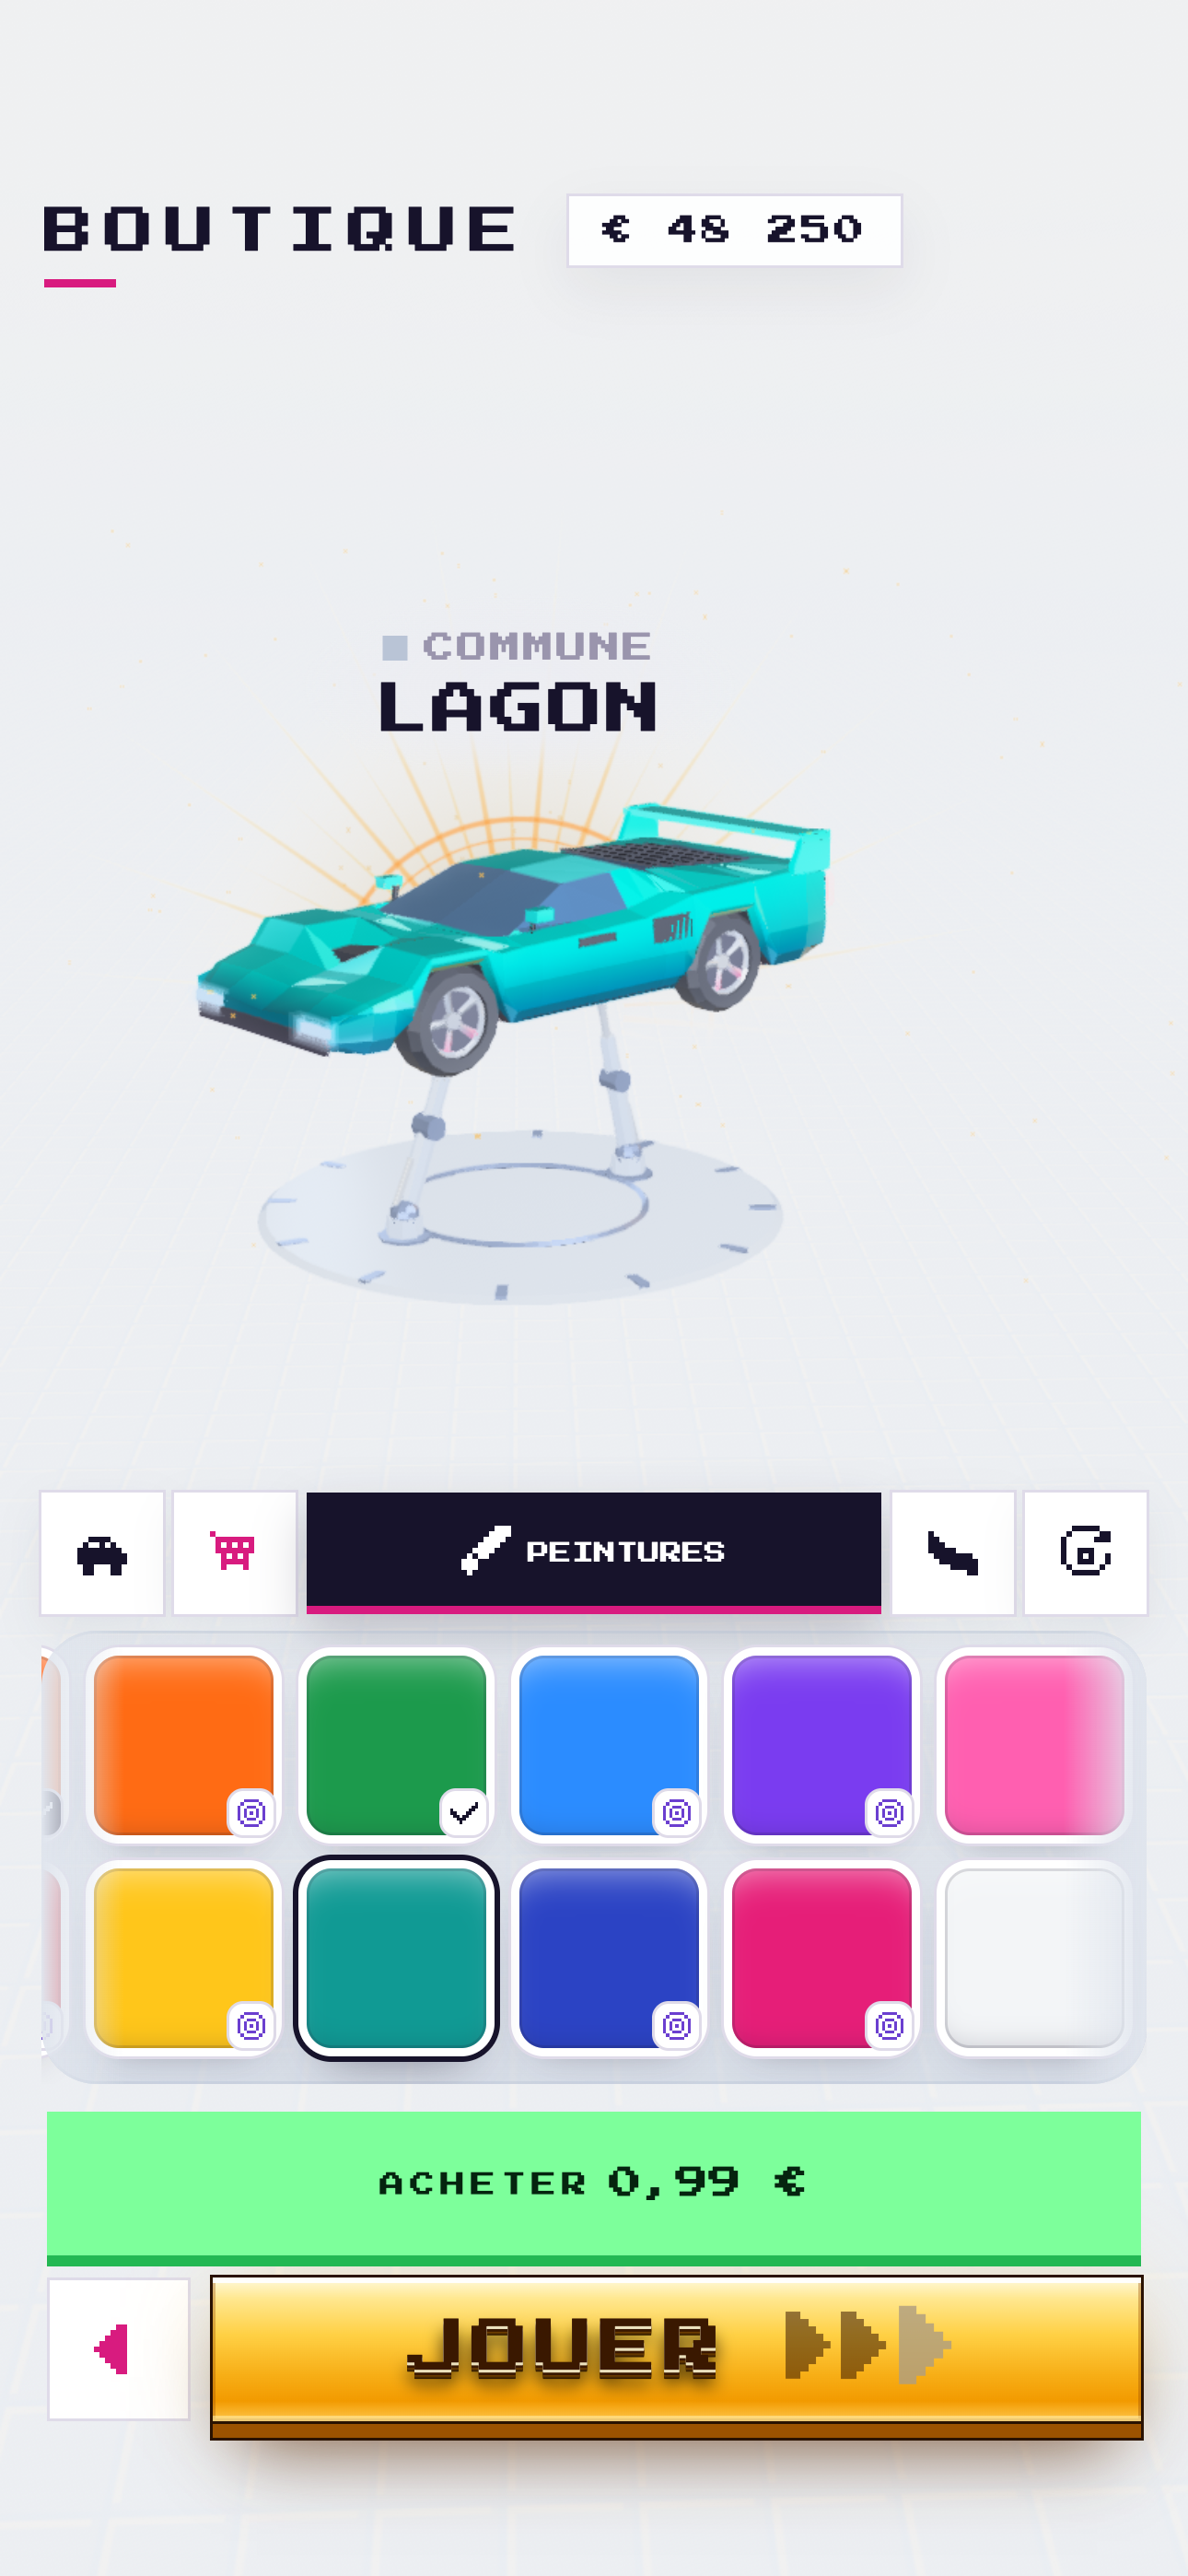 BOUTIQUE
€ 48 250
COMMUNE
LAGON
PEINTURES
ACHETER 0,99 €
JOUER